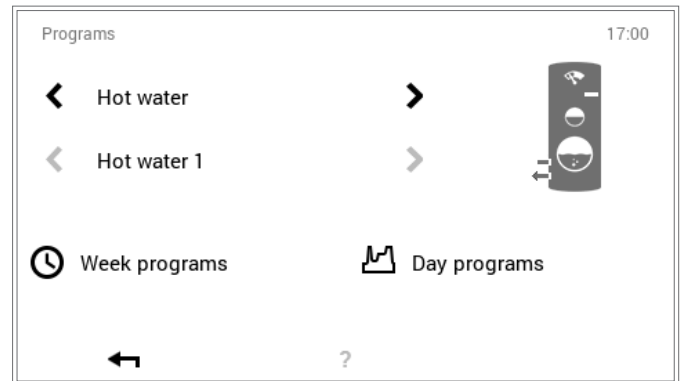 Programs 17:00
Hot water
Hot water 1
Week programs Day programs
?